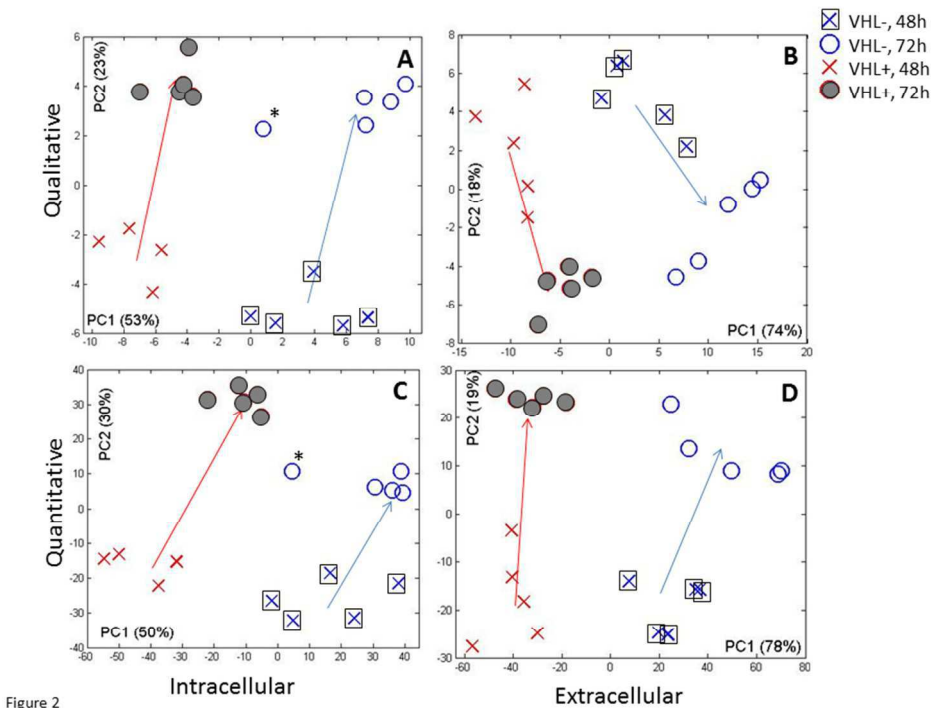 VHL-, 48h
VHL-, 72h
VHL+, 48h
VHL+, 72h
Qualitative
A
PC2 (23%)
PC1 (53%)
6
4
2
0
-2
-4
-6
-10 -8 -6 -4 -2 0 2 4 6 8 10
*
B
PC2 (18%)
PC1 (74%)
8
6
4
2
0
-2
-4
-6
-8
-15 -10 -5 0 5 10 15 20
Quantitative
C
PC2 (30%)
PC1 (50%)
40
30
20
10
0
-10
-20
-30
-40
-60 -50 -40 -30 -20 -10 0 10 20 30 40
*
D
PC2 (19%)
PC1 (78%)
30
20
10
0
-10
-20
-30
-60 -40 -20 0 20 40 60 80
Intracellular
Extracellular
Figure 2